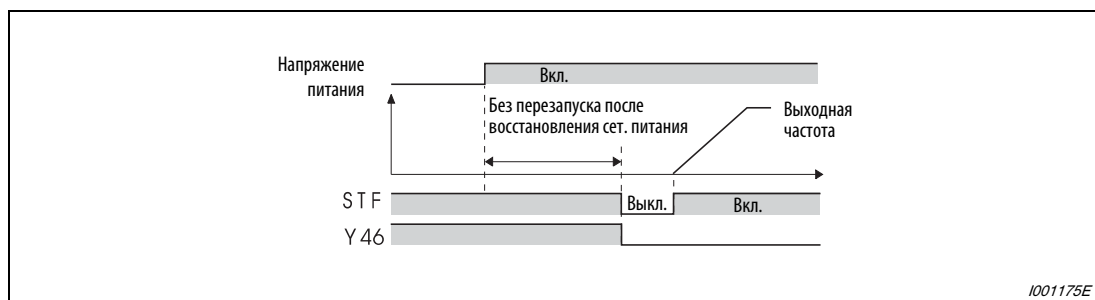 Напряжение
питания
Вкл.
Без перезапуска после
восстановления сет. питания
Выходная
частота
STF
Выкл.
Вкл.
Y46
I001175E